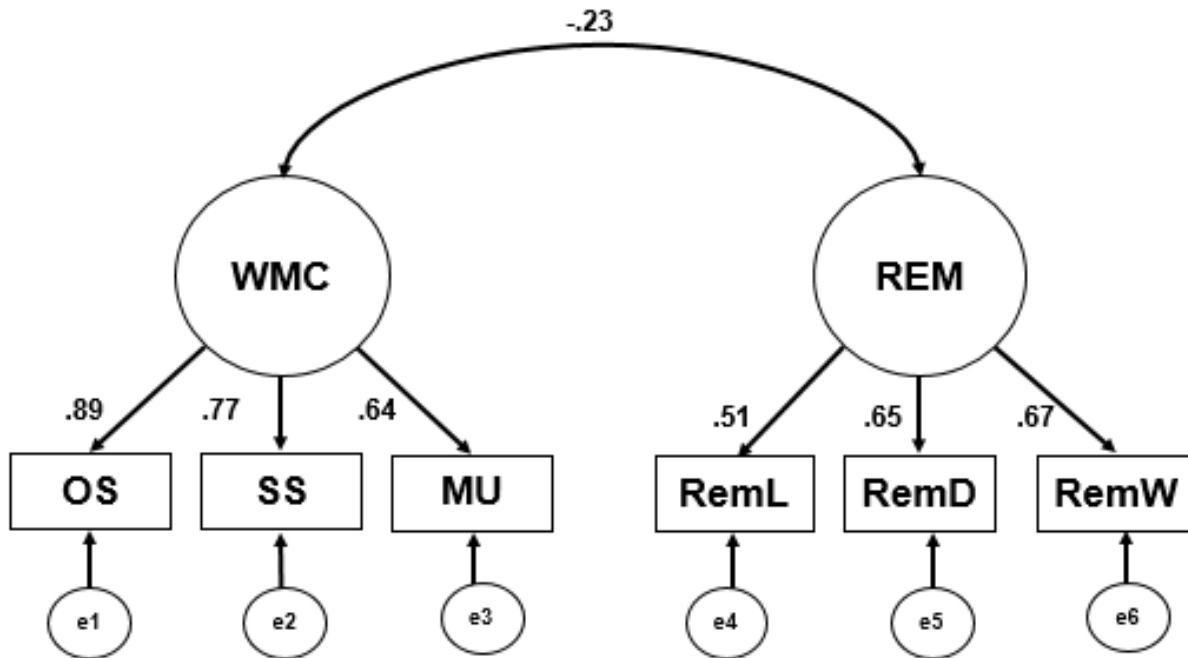 -.23
WMC REM
.89 .77 .64 .51 .65 .67
OS SS MU RemL RemD RemW
e1 e2 e3 e4 e5 e6